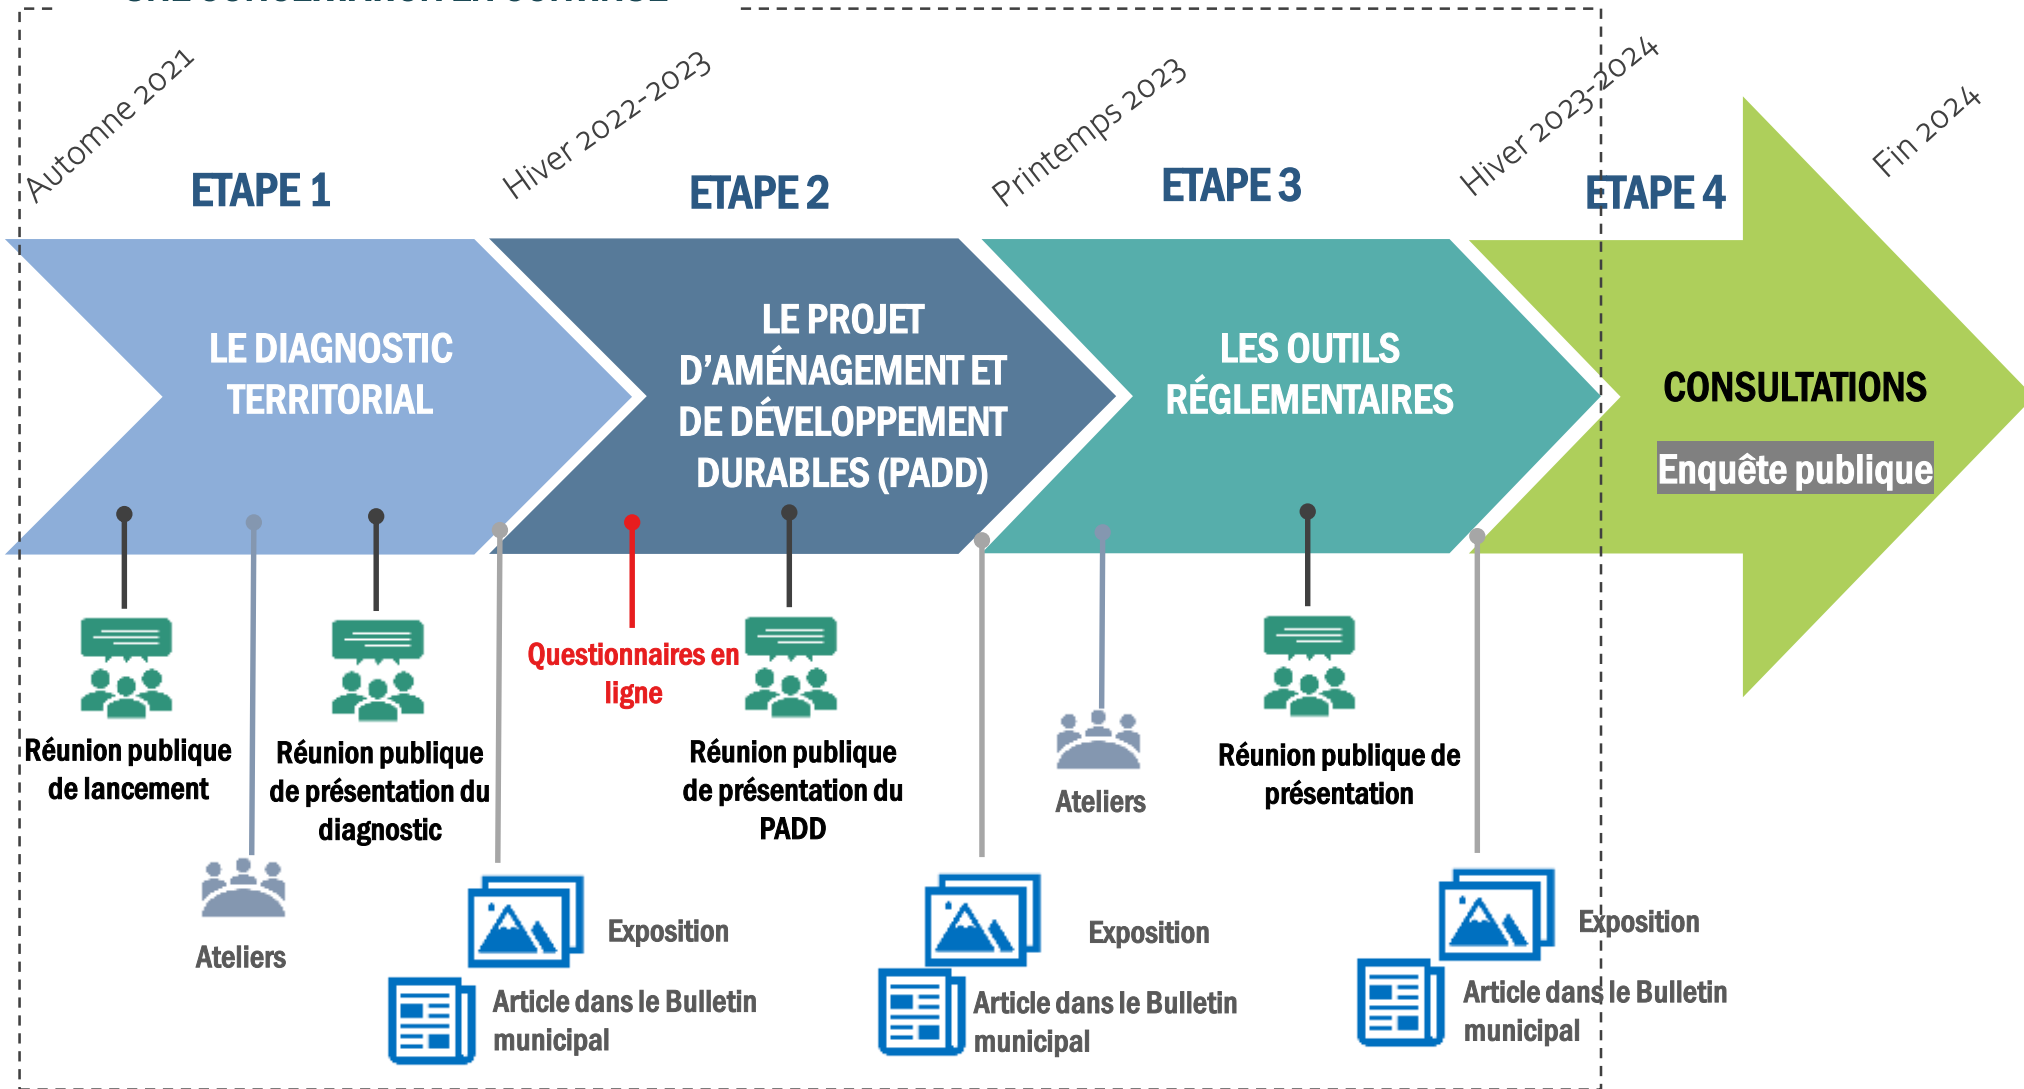 UNE CONCERTATION EN CONTINUE
Automne 2021
Hiver 2022-2023
Printemps 2023
Hiver 2023-2024
Fin 2024
ETAPE 1
ETAPE 2
ETAPE 3
ETAPE 4
LE DIAGNOSTIC
TERRITORIAL
LE PROJET
D’AMÉNAGEMENT ET
DE DÉVELOPPEMENT
DURABLES (PADD)
LES OUTILS
RÉGLEMENTAIRES
CONSULTATIONS
Enquête publique
Réunion publique
de lancement
Ateliers
Réunion publique
de présentation du
diagnostic
Exposition
Article dans le Bulletin
municipal
Questionnaires en
ligne
Réunion publique
de présentation du
PADD
Exposition
Article dans le Bulletin
municipal
Ateliers
Réunion publique de
présentation
Exposition
Article dans le Bulletin
municipal